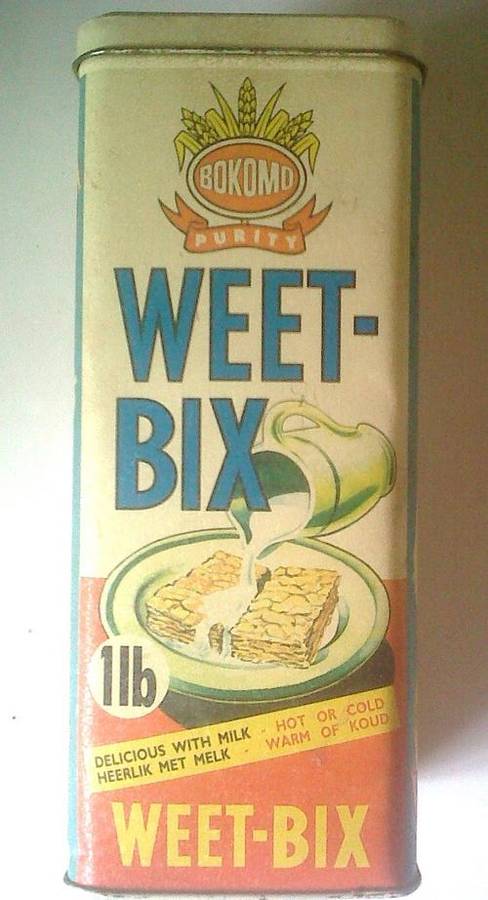 BOKOMO
PURITY
WEET-
BIX
1lb
DELICIOUS WITH MILK - HOT OR COLD
HEERLIK MET MELK - WARM OF KOUD
WEET-BIX